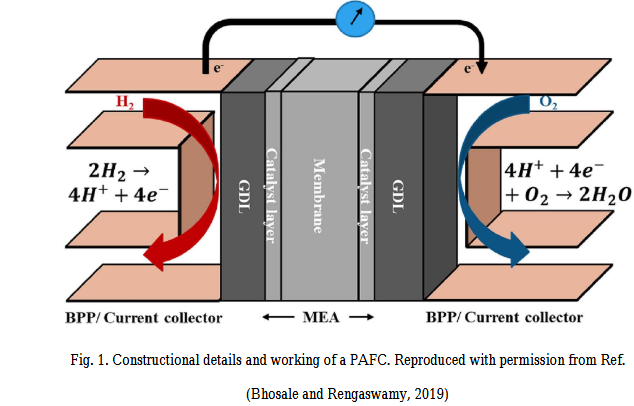 e⁻
e⁻
H₂
O₂
2H₂ →
4H⁺ + 4e⁻
GDL
Catalyst layer
Membrane
Catalyst layer
GDL
4H⁺ + 4e⁻
+ O₂ → 2H₂O
BPP/ Current collector
← MEA →
BPP/ Current collector
Fig. 1. Constructional details and working of a PAFC. Reproduced with permission from Ref.
(Bhosale and Rengaswamy, 2019)